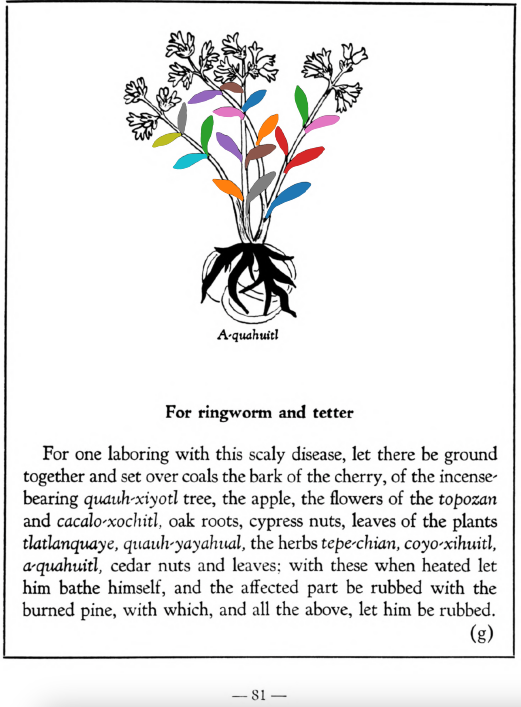 A-quahuitl
For ringworm and tetter
For one laboring with this scaly disease, let there be ground
together and set over coals the bark of the cherry, of the incense-
bearing quauh-xiyotl tree, the apple, the flowers of the topozan
and cacalo-xochitl, oak roots, cypress nuts, leaves of the plants
tlatlanquaye, quauh-yayahual, the herbs tepe-chian, coyo-xihuitl,
a-quahuitl, cedar nuts and leaves; with these when heated let
him bathe himself, and the affected part be rubbed with the
burned pine, with which, and all the above, let him be rubbed.
(g)
— 81 —